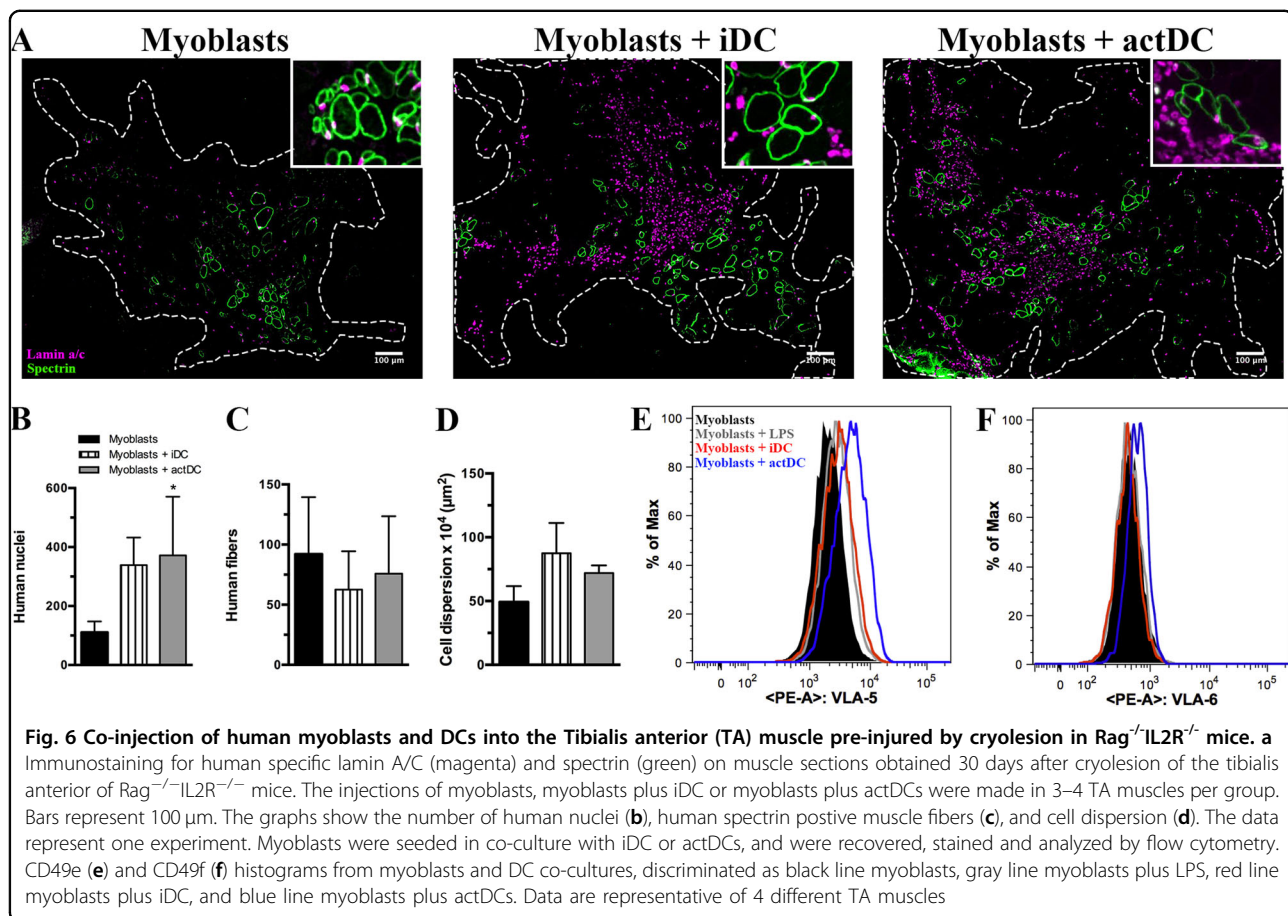 A
Myoblasts
Myoblasts + iDC
Myoblasts + actDC
Lamin a/c
Spectrin
100 µm
100 µm
100 µm
B
Myoblasts
Myoblasts + iDC
Myoblasts + actDC
Human nuclei
600
400
200
0
*
C
Human fibers
150
100
50
0
D
Cell dispersion x 10⁴ (µm²)
150
100
50
0
E
Myoblasts
Myoblasts + LPS
Myoblasts + iDC
Myoblasts + actDC
% of Max
100
80
60
40
20
0
0 10² 10³ 10⁴ 10⁵
<PE-A>: VLA-5
F
% of Max
100
80
60
40
20
0
0 10² 10³ 10⁴ 10⁵
<PE-A>: VLA-6
Fig. 6 Co-injection of human myoblasts and DCs into the Tibialis anterior (TA) muscle pre-injured by cryolesion in Rag⁻/⁻IL2R⁻/⁻ mice. a
Immunostaining for human specific lamin A/C (magenta) and spectrin (green) on muscle sections obtained 30 days after cryolesion of the tibialis
anterior of Rag⁻/⁻IL2R⁻/⁻ mice. The injections of myoblasts, myoblasts plus iDC or myoblasts plus actDCs were made in 3–4 TA muscles per group.
Bars represent 100 µm. The graphs show the number of human nuclei (b), human spectrin postive muscle fibers (c), and cell dispersion (d). The data
represent one experiment. Myoblasts were seeded in co-culture with iDC or actDCs, and were recovered, stained and analyzed by flow cytometry.
CD49e (e) and CD49f (f) histograms from myoblasts and DC co-cultures, discriminated as black line myoblasts, gray line myoblasts plus LPS, red line
myoblasts plus iDC, and blue line myoblasts plus actDCs. Data are representative of 4 different TA muscles